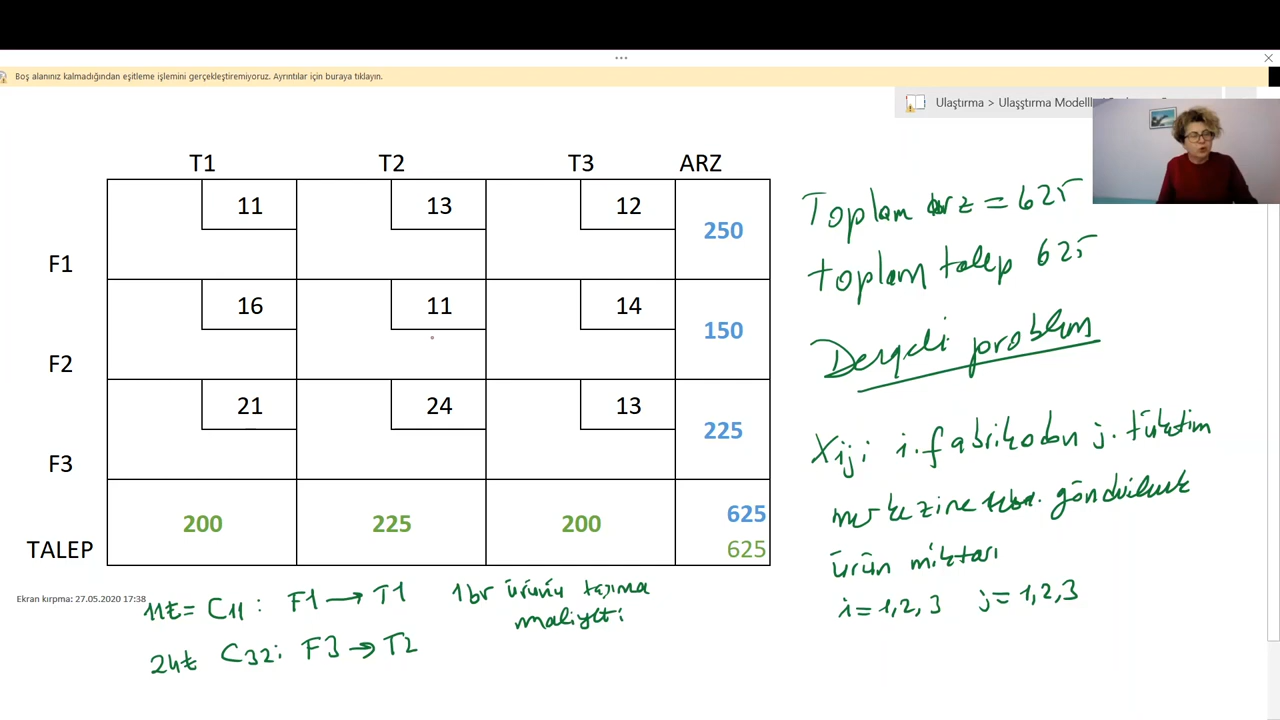 Boş alanınız kalmadığından eşitleme işlemini gerçekleştiremiyoruz. Ayrıntılar için buraya tıklayın.
Ulaştırma > Ulaşştırma Modelll
T1 T2 T3 ARZ
11 13 12
250
F1
16 11 14
150
F2
21 24 13
225
F3
200 225 200
625
625
TALEP
Ekran kırpma: 27.05.2020 17:38
Toplam arz = 625
toplam talep 625
Dengeli problem
Xij: i. fabrikadan j. tüketim
merkezine gönderilecek
ürün miktarı
i=1,2,3 j=1,2,3
11₺ = C11 : F1 → T1 1 br ürünü taşıma
maliyeti
24₺ C32: F3 → T2